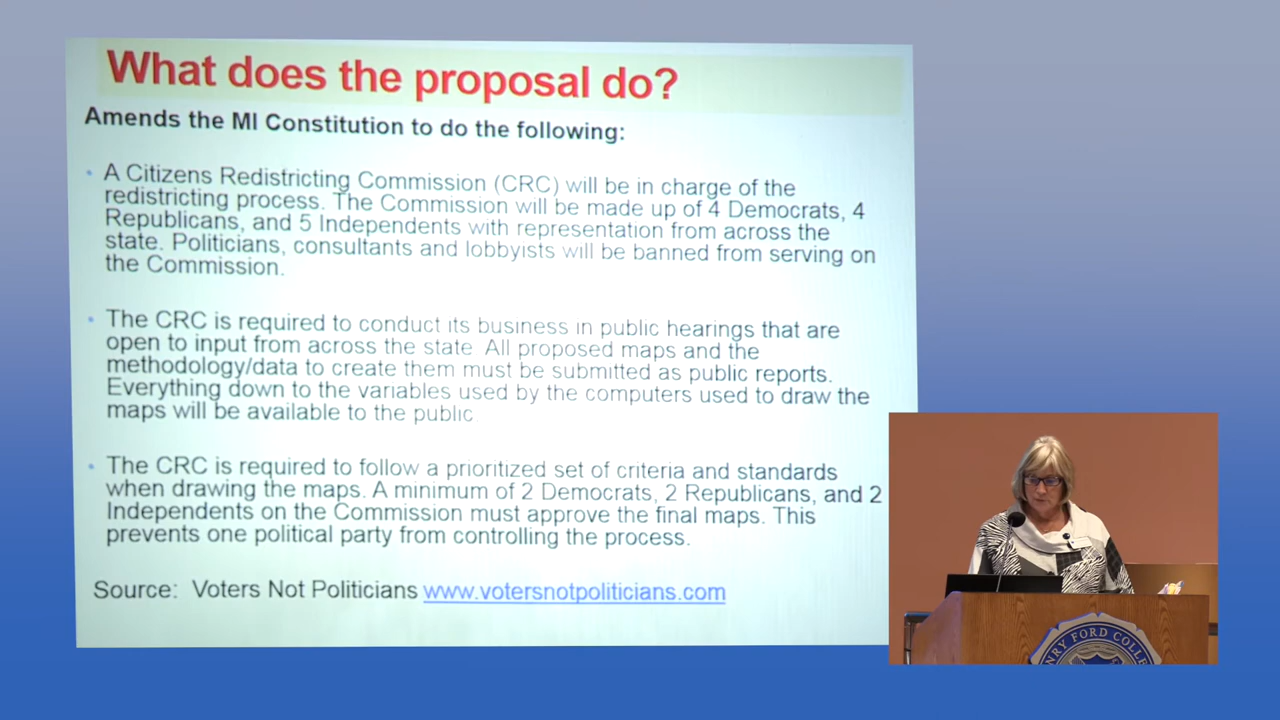 What does the proposal do?
Amends the MI Constitution to do the following:
• A Citizens Redistricting Commission (CRC) will be in charge of the
redistricting process. The Commission will be made up of 4 Democrats, 4
Republicans, and 5 Independents with representation from across the
state. Politicians, consultants and lobbyists will be banned from serving on
the Commission.
• The CRC is required to conduct its business in public hearings that are
open to input from across the state. All proposed maps and the
methodology/data to create them must be submitted as public reports.
Everything down to the variables used by the computers used to draw the
maps will be available to the public.
• The CRC is required to follow a prioritized set of criteria and standards
when drawing the maps. A minimum of 2 Democrats, 2 Republicans, and 2
Independents on the Commission must approve the final maps. This
prevents one political party from controlling the process.
Source: Voters Not Politicians www.votersnotpoliticians.com
NRY FORD COLLE